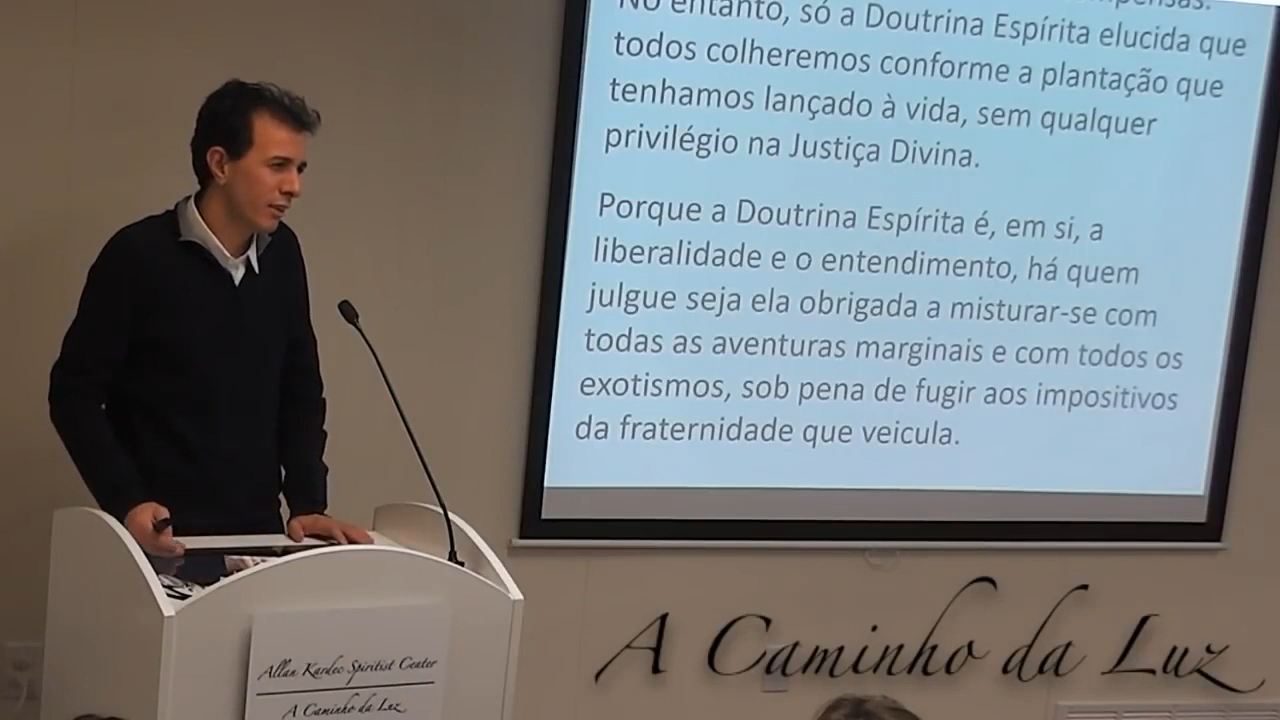 No entanto, só a Doutrina Espírita elucida que
todos colheremos conforme a plantação que
tenhamos lançado à vida, sem qualquer
privilégio na Justiça Divina.
Porque a Doutrina Espírita é, em si, a
liberalidade e o entendimento, há quem
julgue seja ela obrigada a misturar-se com
todas as aventuras marginais e com todos os
exotismos, sob pena de fugir aos impositivos
da fraternidade que veicula.
A Caminho da Luz
Allan Kardec Spiritist Center
A Caminho da Luz